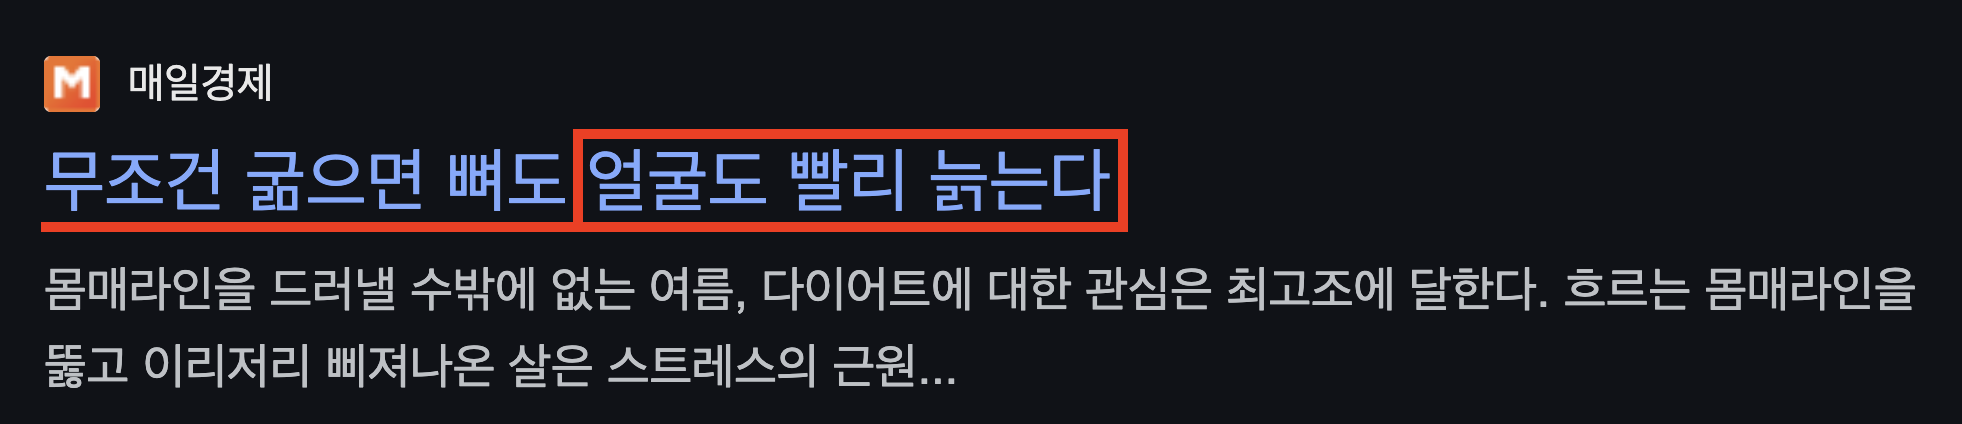 M 매일경제
무조건 굶으면 뼈도 얼굴도 빨리 늙는다
몸매라인을 드러낼 수밖에 없는 여름, 다이어트에 대한 관심은 최고조에 달한다. 흐르는 몸매라인을
뚫고 이리저리 삐져나온 살은 스트레스의 근원...